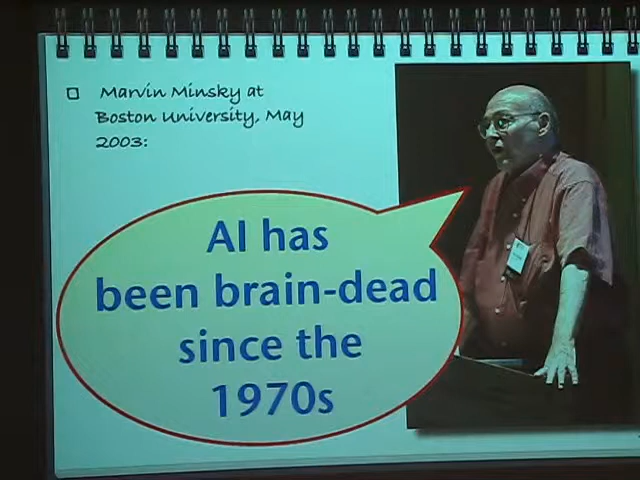 Marvin Minsky at
Boston University, May
2003:
AI has
been brain-dead
since the
1970s